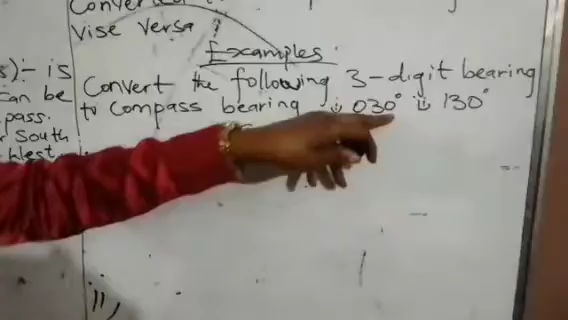 Converted
Vise versa
Examples
s):- is
can be
pass.
r South
West
Convert the following 3-digit bearing
to compass bearing i) 030° ii) 130°